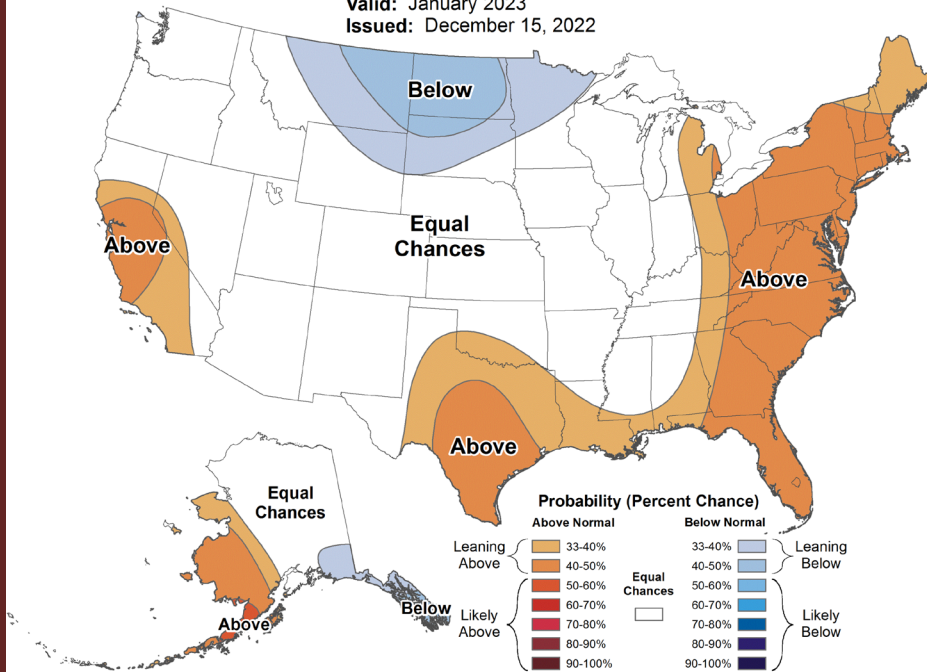 Valid: January 2023
Issued: December 15, 2022
Below
Equal
Chances
Above
Above
Above
Equal
Chances
Above
Below
Probability (Percent Chance)
Above Normal
Below Normal
Leaning
Above
33-40%
40-50%
50-60%
60-70%
70-80%
80-90%
90-100%
Likely
Above
Equal
Chances
33-40%
40-50%
50-60%
60-70%
70-80%
80-90%
90-100%
Leaning
Below
Likely
Below